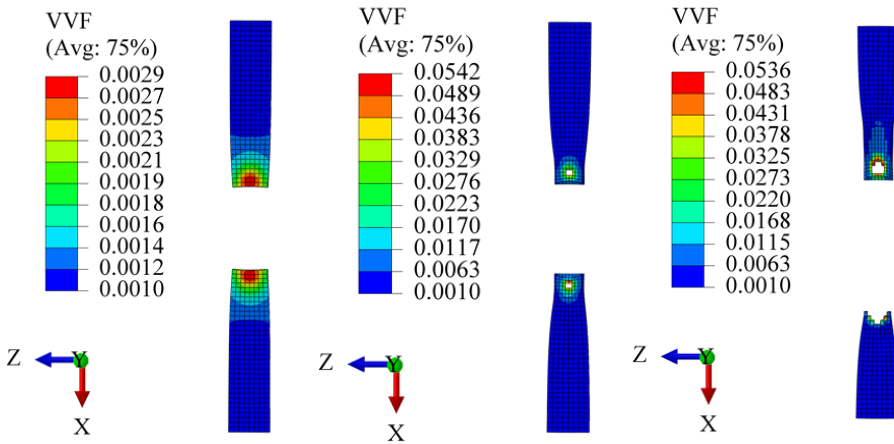 VVF
(Avg: 75%)
0.0029
0.0027
0.0025
0.0023
0.0021
0.0019
0.0018
0.0016
0.0014
0.0012
0.0010
Z
Y
X
VVF
(Avg: 75%)
0.0542
0.0489
0.0436
0.0383
0.0329
0.0276
0.0223
0.0170
0.0117
0.0063
0.0010
Z
Y
X
VVF
(Avg: 75%)
0.0536
0.0483
0.0431
0.0378
0.0325
0.0273
0.0220
0.0168
0.0115
0.0063
0.0010
Z
Y
X